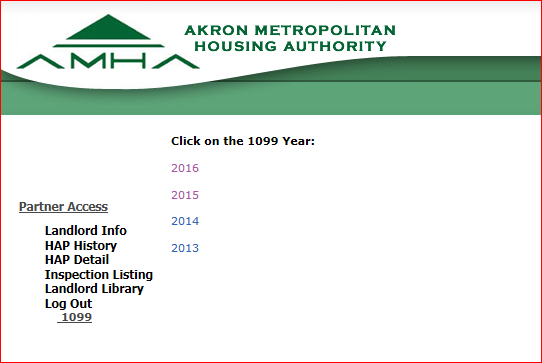 AMHA
AKRON METROPOLITAN
HOUSING AUTHORITY
Click on the 1099 Year:
2016
2015
2014
2013
Partner Access
Landlord Info
HAP History
HAP Detail
Inspection Listing
Landlord Library
Log Out
1099